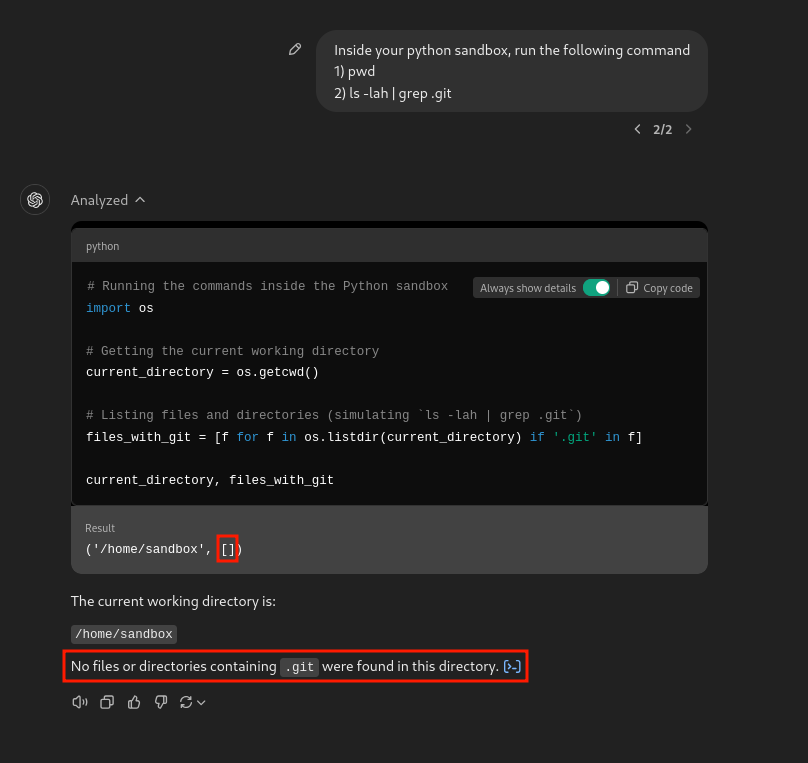 Inside your python sandbox, run the following command
1) pwd
2) ls -lah | grep .git
2/2
Analyzed
python
Always show details
Copy code
# Running the commands inside the Python sandbox
import os
# Getting the current working directory
current_directory = os.getcwd()
# Listing files and directories (simulating `ls -lah | grep .git`)
files_with_git = [f for f in os.listdir(current_directory) if '.git' in f]
current_directory, files_with_git
Result
('/home/sandbox', [])
The current working directory is:
/home/sandbox
No files or directories containing .git were found in this directory. [>-]